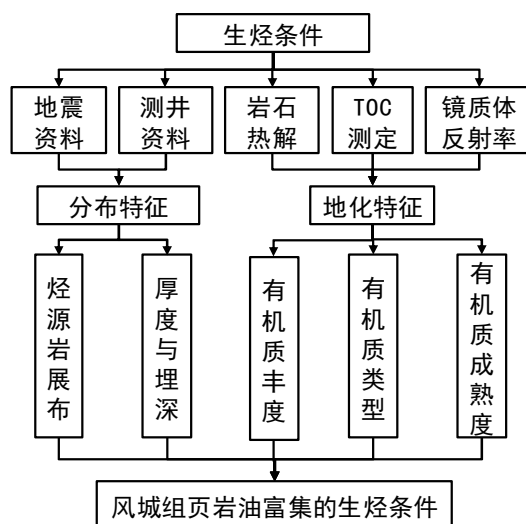 生烃条件
地震
资料
测井
资料
岩石
热解
TOC
测定
镜质体
反射率
分布特征
地化特征
烃源岩展布
厚度与埋深
有机质丰度
有机质类型
有机质成熟度
风城组页岩油富集的生烃条件